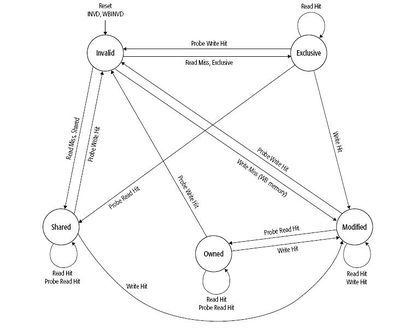 Reset
INVD, WBINVD
Read Hit
Invalid
Probe Write Hit
Exclusive
Read Miss, Exclusive
Read Miss, Shared
Probe Write Hit
Probe Write Hit
Write Miss (WB memory)
Write Hit
Probe Write Hit
Probe Read Hit
Shared
Probe Read Hit
Modified
Owned
Write Hit
Read Hit
Probe Read Hit
Write Hit
Read Hit
Probe Read Hit
Read Hit
Write Hit